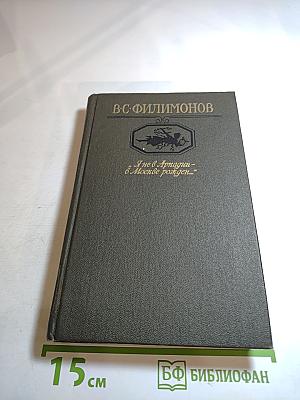 В·С·ФИЛИМОНОВ
„Я не в Аркадии–
в Москве рожден..."
15 см
БФ БИБЛИОФАН